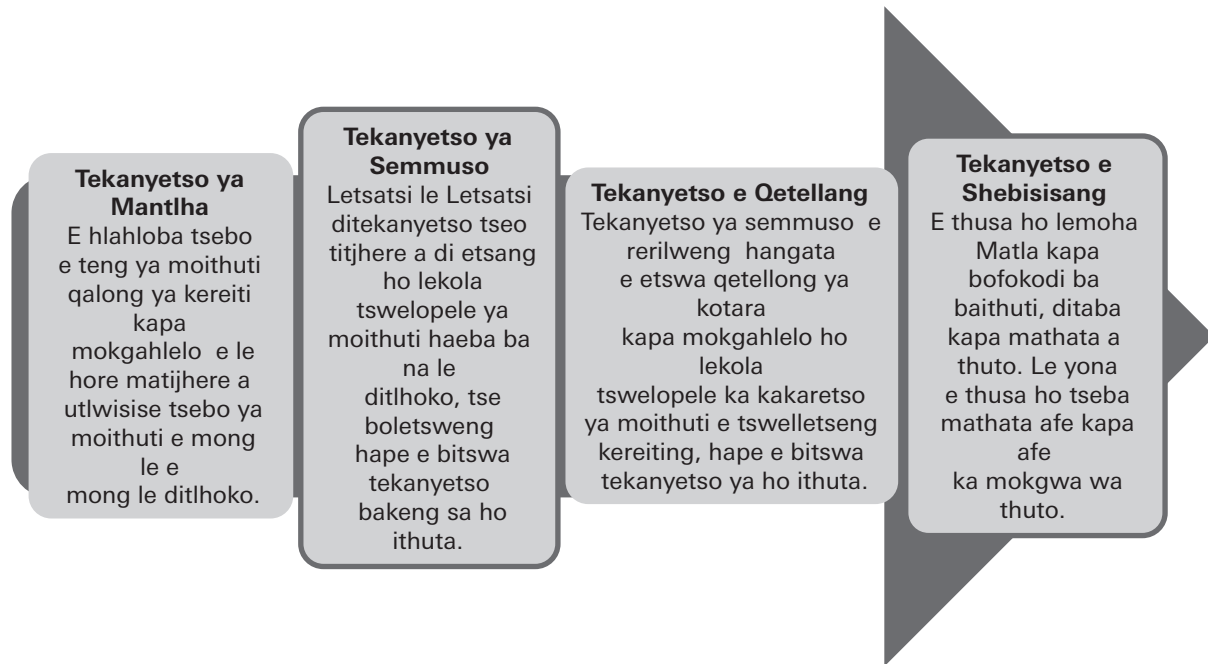 Tekanyetso ya
Mantlha
E hlahloba tsebo
e teng ya moithuti
qalong ya kereiti
kapa
mokgahlelo e le
hore matijhere a
utlwisise tsebo ya
moithuti e mong
le e
mong le ditlhoko.
Tekanyetso ya
Semmuso
Letsatsi le Letsatsi
ditekanyetso tseo
titjhere a di etsang
ho lekola
tswelopele ya
moithuti haeba ba
na le
ditlhoko, tse
boletsweng
hape e bitswa
tekanyetso
bakeng sa ho
ithuta.
Tekanyetso e Qetellang
Tekanyetso ya semmuso e
rerilweng hangata
e etswa qetellong ya
kotara
kapa mokgahlelo ho
lekola
tswelopele ka kakaretso
ya moithuti e tswelletseng
kereiting, hape e bitswa
tekanyetso ya ho ithuta.
Tekanyetso e
Shebisisang
E thusa ho lemoha
Matla kapa
bofokodi ba
baithuti, ditaba
kapa mathata a
thuto. Le yona
e thusa ho tseba
mathata afe kapa
afe
ka mokgwa wa
thuto.